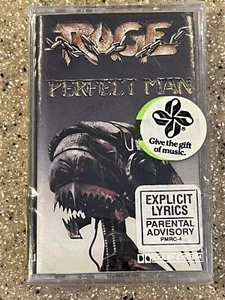 RAGE
PERFECT MAN
Give the gift
of music.
EXPLICIT
LYRICS
PARENTAL
ADVISORY
PMRC-4